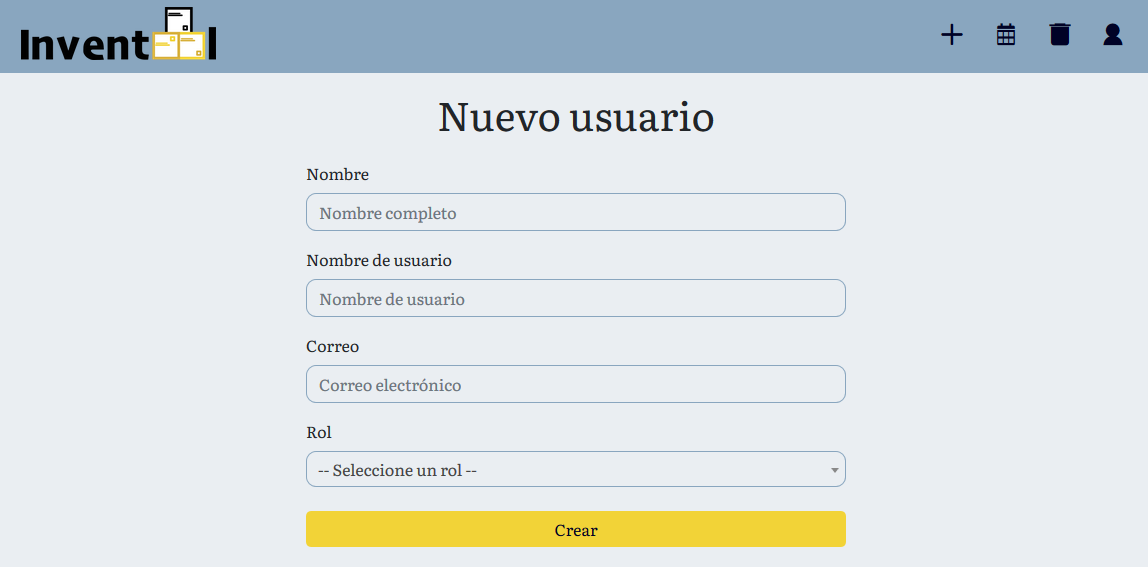 Invent l
Nuevo usuario
Nombre
Nombre completo
Nombre de usuario
Nombre de usuario
Correo
Correo electrónico
Rol
-- Seleccione un rol --
Crear